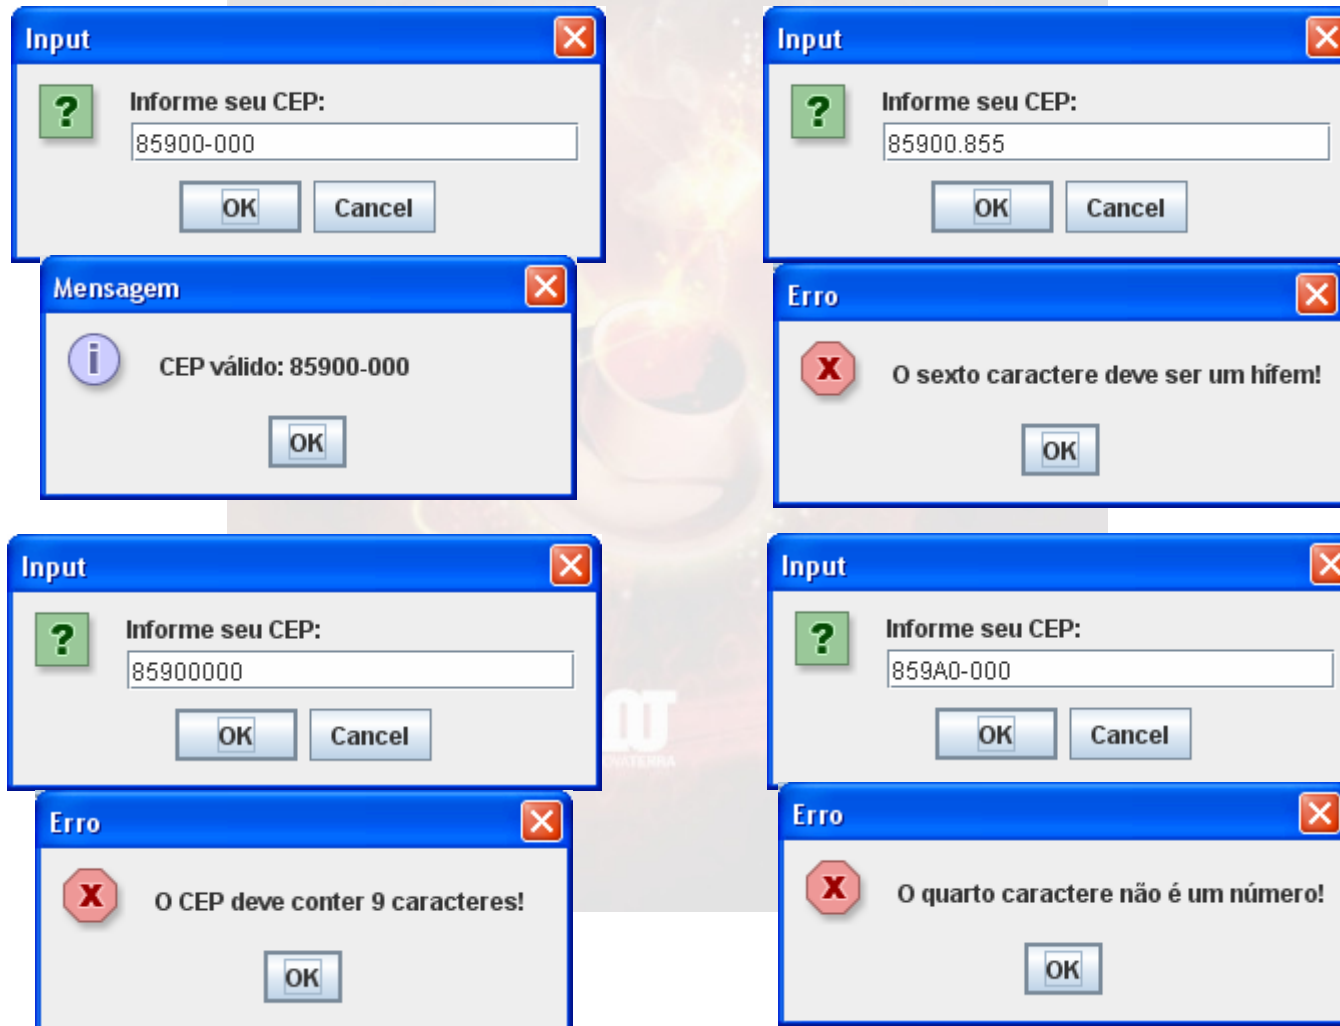 Input
Informe seu CEP:
85900-000
OK Cancel
Mensagem
CEP válido: 85900-000
OK
Input
Informe seu CEP:
85900.855
OK Cancel
Erro
O sexto caractere deve ser um hífem!
OK
Input
Informe seu CEP:
85900000
OK Cancel
Erro
O CEP deve conter 9 caracteres!
OK
Input
Informe seu CEP:
859A0-000
OK Cancel
Erro
O quarto caractere não é um número!
OK